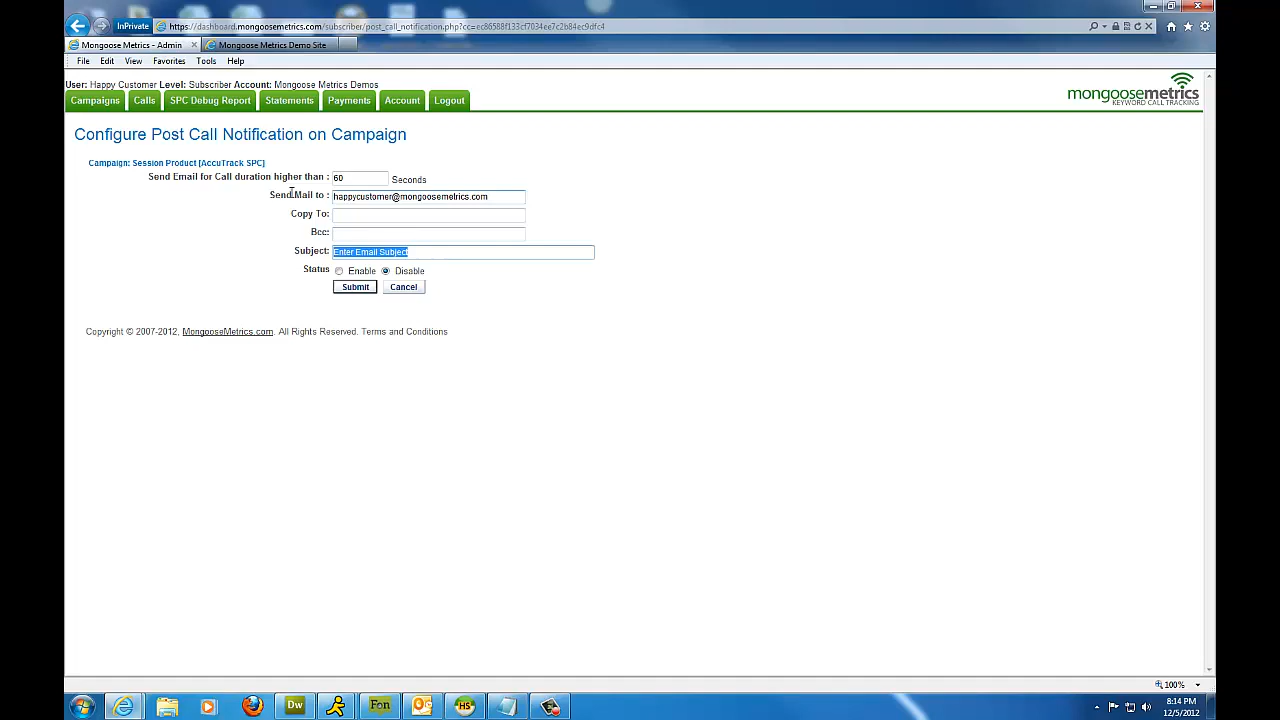 InPrivate
https://dashboard.mongoosemetrics.com/subscriber/post_call_notification.php?cc=ec86588f133cf7034ee7c2b84ec9dfc4
Mongoose Metrics - Admin
Mongoose Metrics Demo Site
File Edit View Favorites Tools Help
User: Happy Customer Level: Subscriber Account: Mongoose Metrics Demos
Campaigns Calls SPC Debug Report Statements Payments Account Logout
mongoosemetrics
KEYWORD CALL TRACKING
Configure Post Call Notification on Campaign
Campaign: Session Product [AccuTrack SPC]
Send Email for Call duration higher than : 60 Seconds
Send Mail to : happycustomer@mongoosemetrics.com
Copy To:
Bcc:
Subject: Enter Email Subject
Status Enable Disable
Submit Cancel
Copyright © 2007-2012, MongooseMetrics.com. All Rights Reserved. Terms and Conditions
100%
Dw Fon HS
8:14 PM
12/5/2012